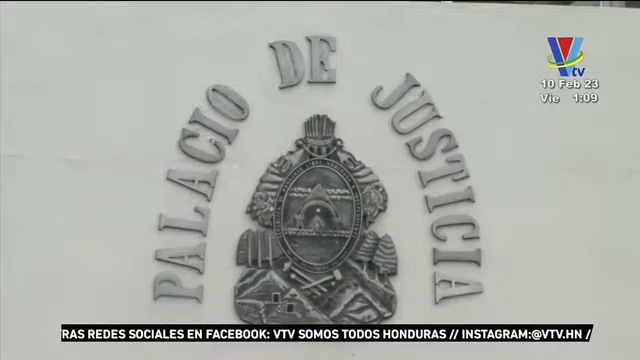 Vtv
10 Feb 23
Vie 1:09
PALACIO DE JUSTICIA
RAS REDES SOCIALES EN FACEBOOK: VTV SOMOS TODOS HONDURAS // INSTAGRAM:@VTV.HN /